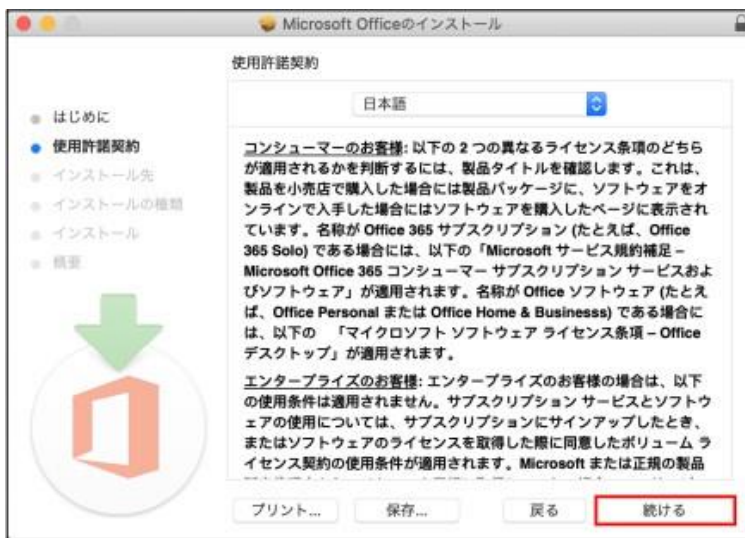 Microsoft Officeのインストール
使用許諾契約
はじめに
使用許諾契約
インストール先
インストールの種類
インストール
概要
日本語
コンシューマーのお客様: 以下の 2 つの異なるライセンス条項のどちら
が適用されるかを判断するには、製品タイトルを確認します。これは、
製品を小売店で購入した場合には製品パッケージに、ソフトウェアをオ
ンラインで入手した場合にはソフトウェアを購入したページに表示され
ています。名称が Office 365 サブスクリプション (たとえば、Office
365 Solo) である場合には、以下の「Microsoft サービス規約補足 –
Microsoft Office 365 コンシューマー サブスクリプション サービスおよ
びソフトウェア」が適用されます。名称が Office ソフトウェア (たとえ
ば、Office Personal または Office Home & Businesss) である場合に
は、以下の 「マイクロソフト ソフトウェア ライセンス条項 – Office
デスクトップ」が適用されます。
エンタープライズのお客様: エンタープライズのお客様の場合は、以下
の使用条件は適用されません。サブスクリプション サービスとソフトウ
ェアの使用については、サブスクリプションにサインアップしたとき、
またはソフトウェアのライセンスを取得した際に同意したボリューム ラ
イセンス契約の使用条件が適用されます。Microsoft または正規の製品
プリント...
保存...
戻る
続ける